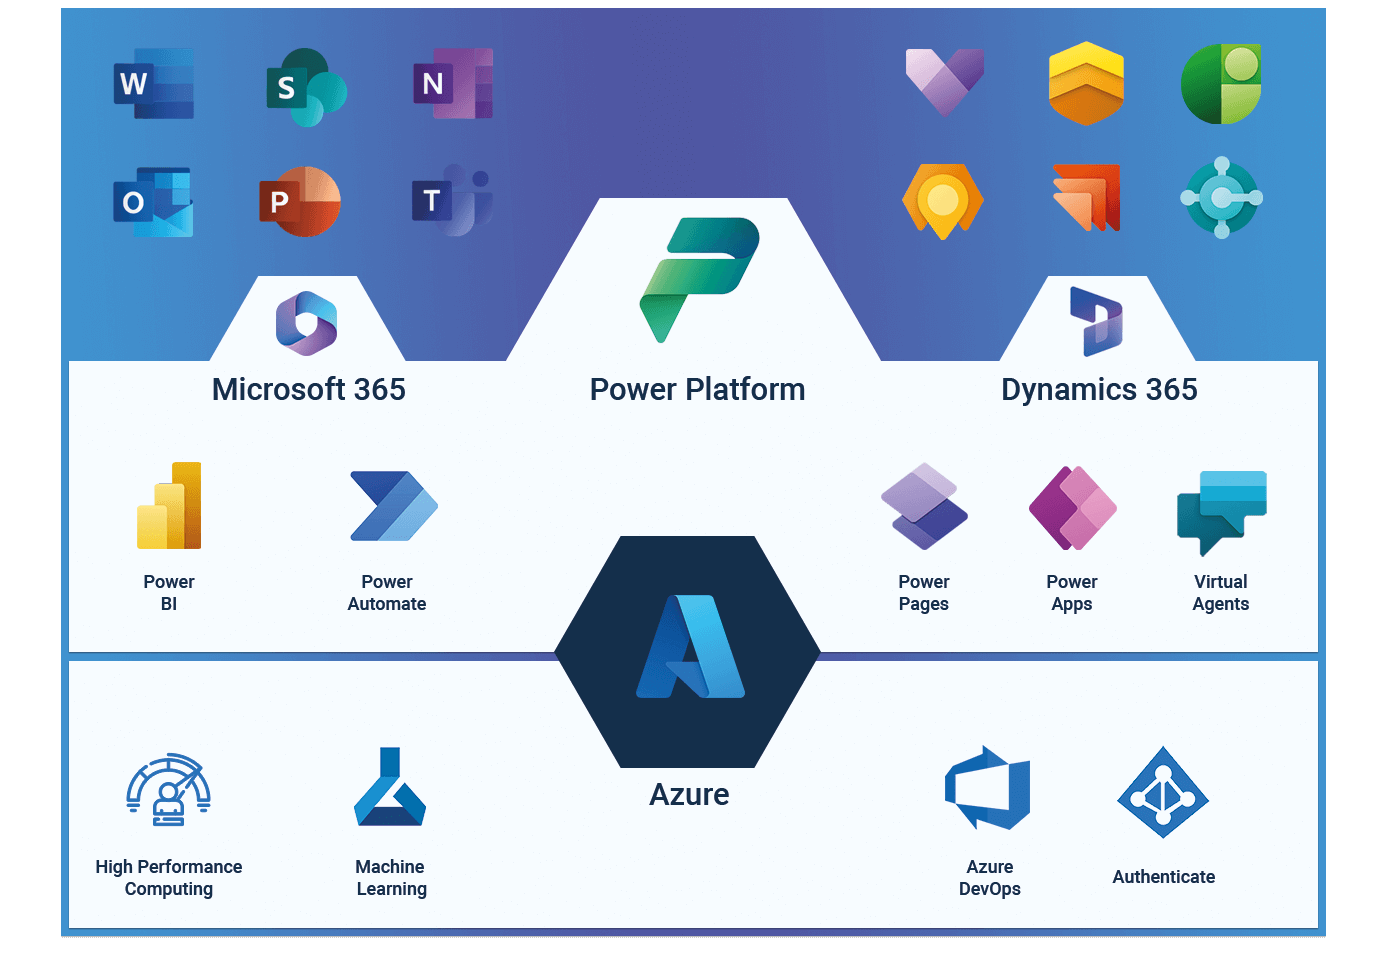 W
S
N
O
P
T
Microsoft 365
Power Platform
Dynamics 365
Power
BI
Power
Automate
Power
Pages
Power
Apps
Virtual
Agents
Azure
High Performance
Computing
Machine
Learning
Azure
DevOps
Authenticate